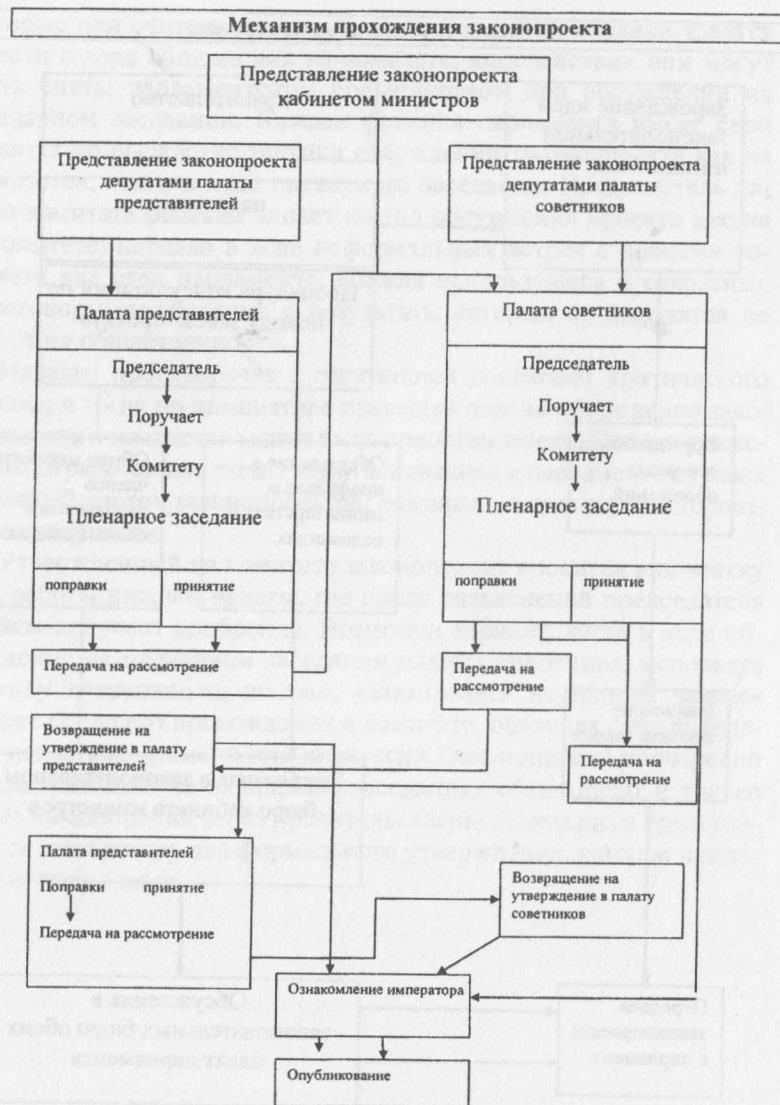 Механизм прохождения законопроекта
Представление законопроекта
кабинетом министров
Представление законопроекта
депутатами палаты
представителей
Представление законопроекта
депутатами палаты
советников
Палата представителей
Председатель
Поручает
Комитету
Пленарное заседание
поправки принятие
Передача на рассмотрение
Палата советников
Председатель
Поручает
Комитету
Пленарное заседание
поправки принятие
Передача на
рассмотрение
Возвращение на
утверждение в палату
представителей
Передача на
рассмотрение
Палата представителей
Поправки принятие
Передача на рассмотрение
Возвращение на
утверждение в палату
советников
Ознакомление императора
Опубликование